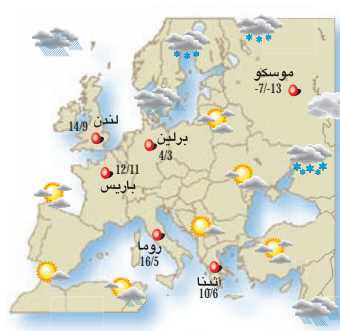 موسكو
-7/-13
لندن
14/9
برلين
4/3
12/11
باريس
روما
16/5
أثينا
10/6